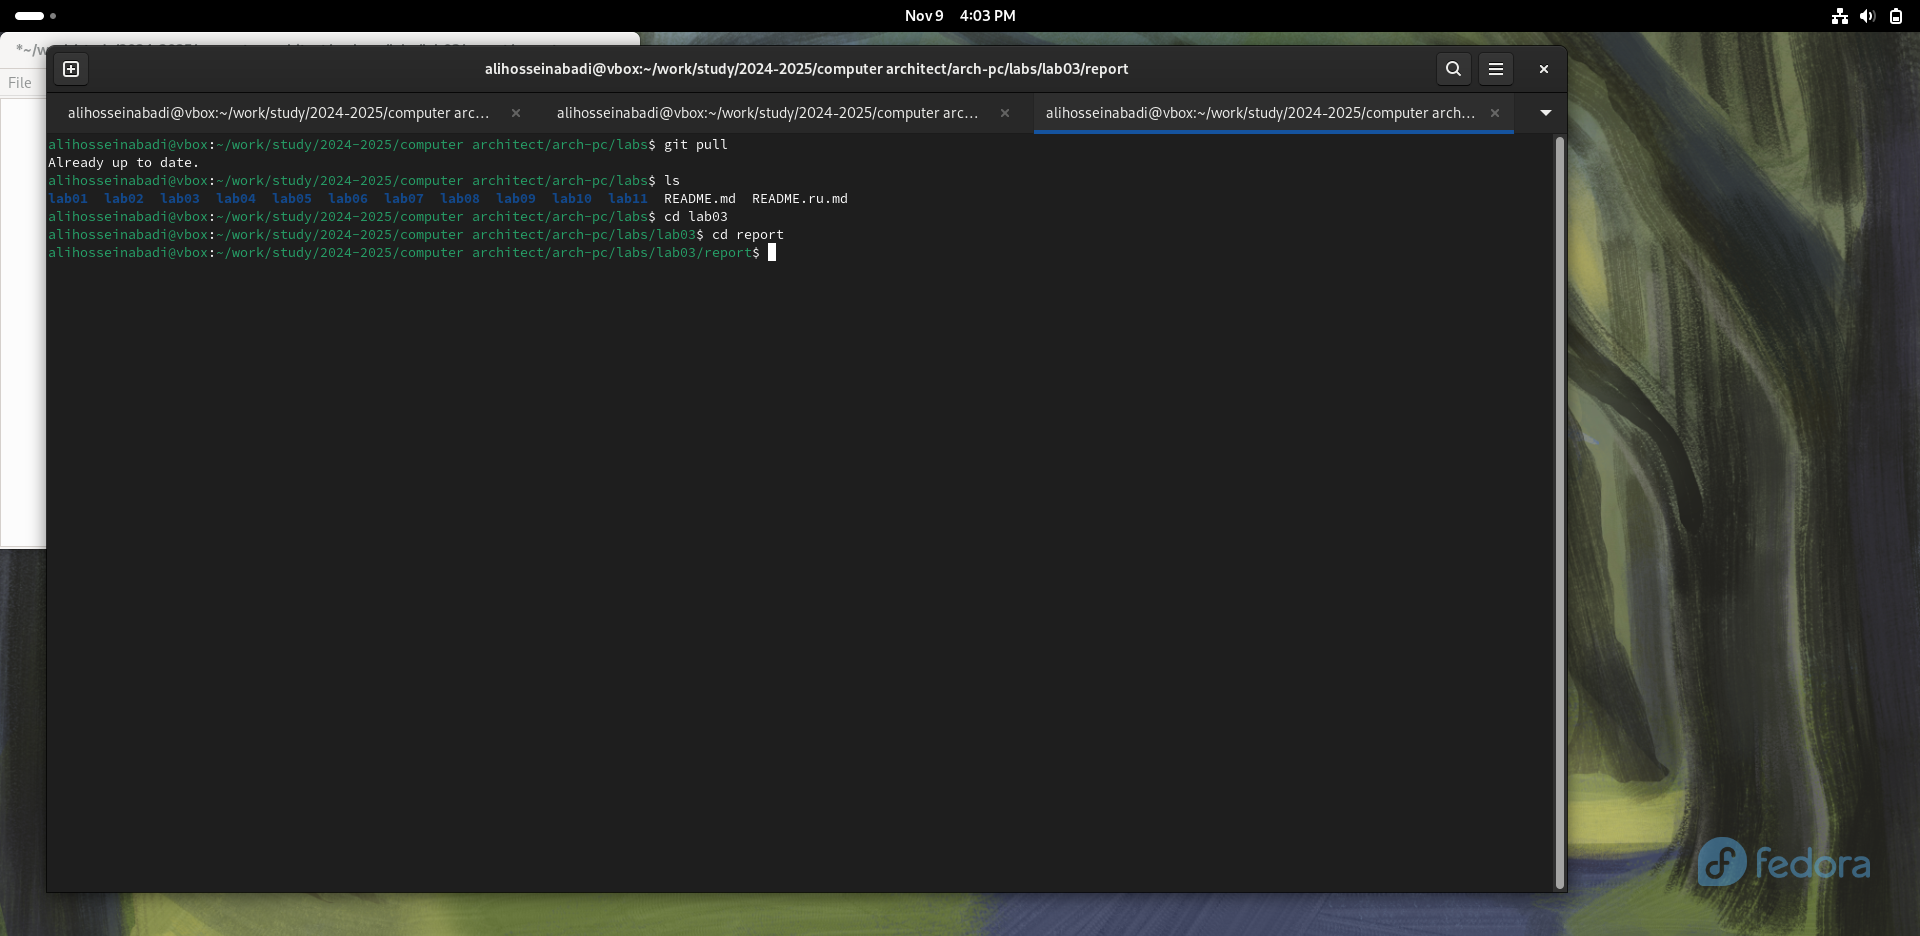 Nov 9 4:03 PM
File
alihosseinabadi@vbox:~/work/study/2024-2025/computer architect/arch-pc/labs/lab03/report
alihosseinabadi@vbox:~/work/study/2024-2025/computer arc... alihosseinabadi@vbox:~/work/study/2024-2025/computer arc... alihosseinabadi@vbox:~/work/study/2024-2025/computer arch...
alihosseinabadi@vbox:~/work/study/2024-2025/computer architect/arch-pc/labs$ git pull
Already up to date.
alihosseinabadi@vbox:~/work/study/2024-2025/computer architect/arch-pc/labs$ ls
lab01 lab02 lab03 lab04 lab05 lab06 lab07 lab08 lab09 lab10 lab11 README.md README.ru.md
alihosseinabadi@vbox:~/work/study/2024-2025/computer architect/arch-pc/labs$ cd lab03
alihosseinabadi@vbox:~/work/study/2024-2025/computer architect/arch-pc/labs/lab03$ cd report
alihosseinabadi@vbox:~/work/study/2024-2025/computer architect/arch-pc/labs/lab03/report$
fedora